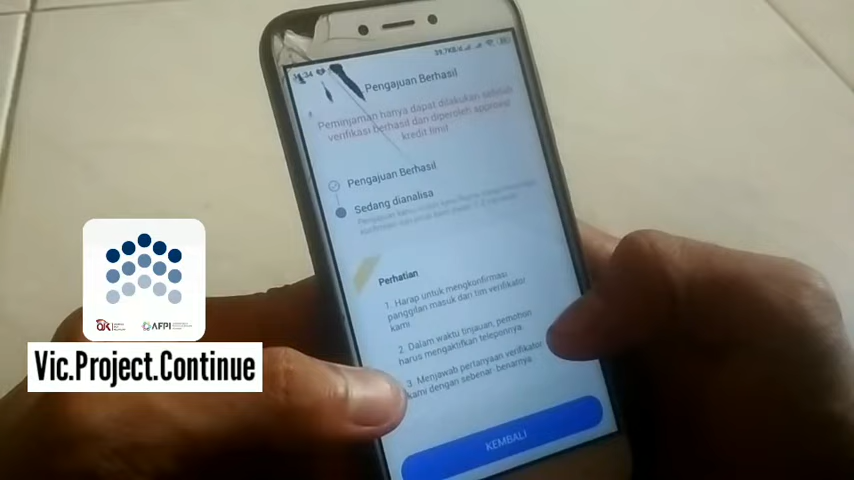 39.7KB/s
Pengajuan Berhasil
Peminjaman hanya dapat dilakukan setelah
verifikasi berhasil dan diperoleh approval
kredit limit
Pengajuan Berhasil
Sedang dianalisa
Perhatian
1. Harap untuk mengkonfirmasi
panggilan masuk dari tim verifikator
kami
2. Dalam waktu tinjauan, pemohon
harus mengaktifkan teleponnya.
3. Menjawab pertanyaan verifikator
kami dengan sebenar-benarnya.
KEMBALI
AFPI
Vic.Project.Continue